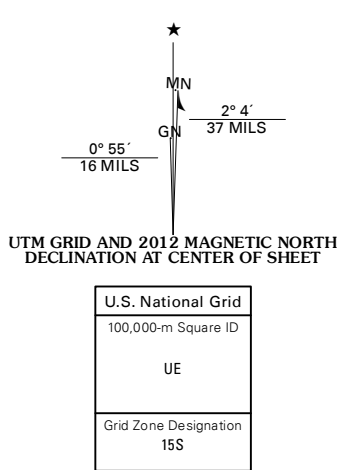 ★
MN
2° 4´
37 MILS
GN
0° 55´
16 MILS
UTM GRID AND 2012 MAGNETIC NORTH
DECLINATION AT CENTER OF SHEET
U.S. National Grid
100,000-m Square ID
UE
Grid Zone Designation
15S